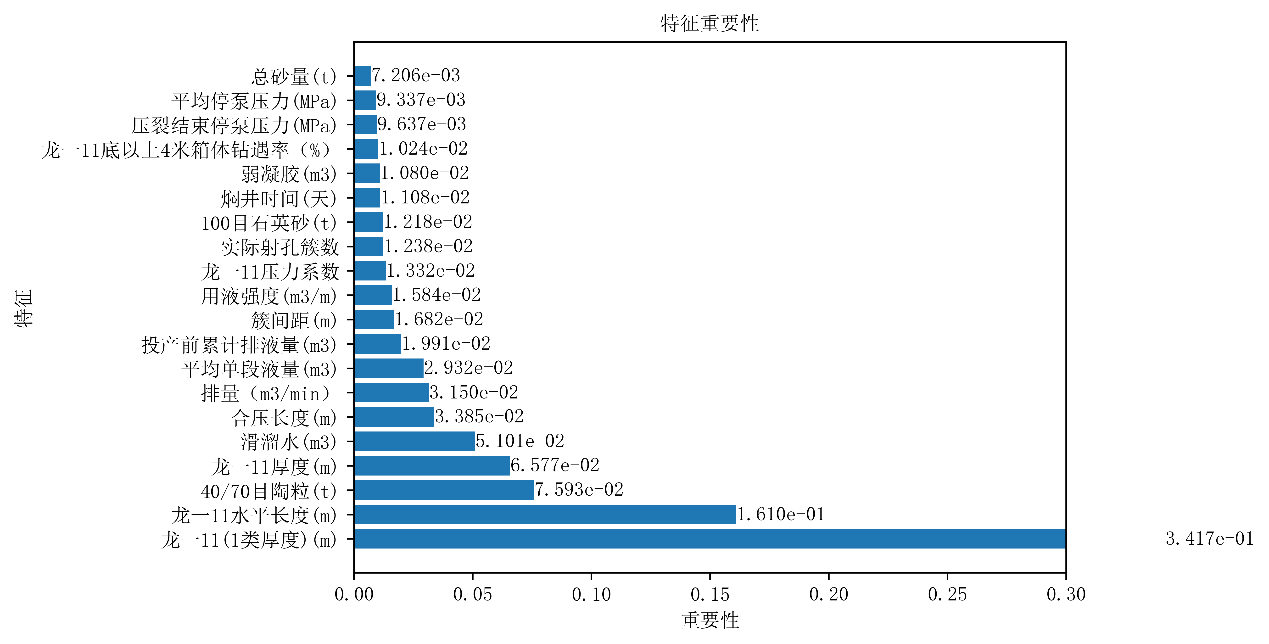 特征重要性
总砂量(t) 7.206e-03
平均停泵压力(MPa) 9.337e-03
压裂结束停泵压力(MPa) 9.637e-03
龙一11底以上4米箱体钻遇率（%） 1.024e-02
弱凝胶(m3) 1.080e-02
焖井时间(天) 1.108e-02
100目石英砂(t) 1.218e-02
实际射孔簇数 1.238e-02
龙一11压力系数 1.332e-02
用液强度(m3/m) 1.584e-02
簇间距(m) 1.682e-02
投产前累计排液量(m3) 1.991e-02
平均单段液量(m3) 2.932e-02
排量（m3/min） 3.150e-02
合压长度(m) 3.385e-02
滑溜水(m3) 5.101e-02
龙一11厚度(m) 6.577e-02
40/70目陶粒(t) 7.593e-02
龙一11水平长度(m) 1.610e-01
龙一11(1类厚度)(m) 3.417e-01
特征
0.00 0.05 0.10 0.15 0.20 0.25 0.30
重要性